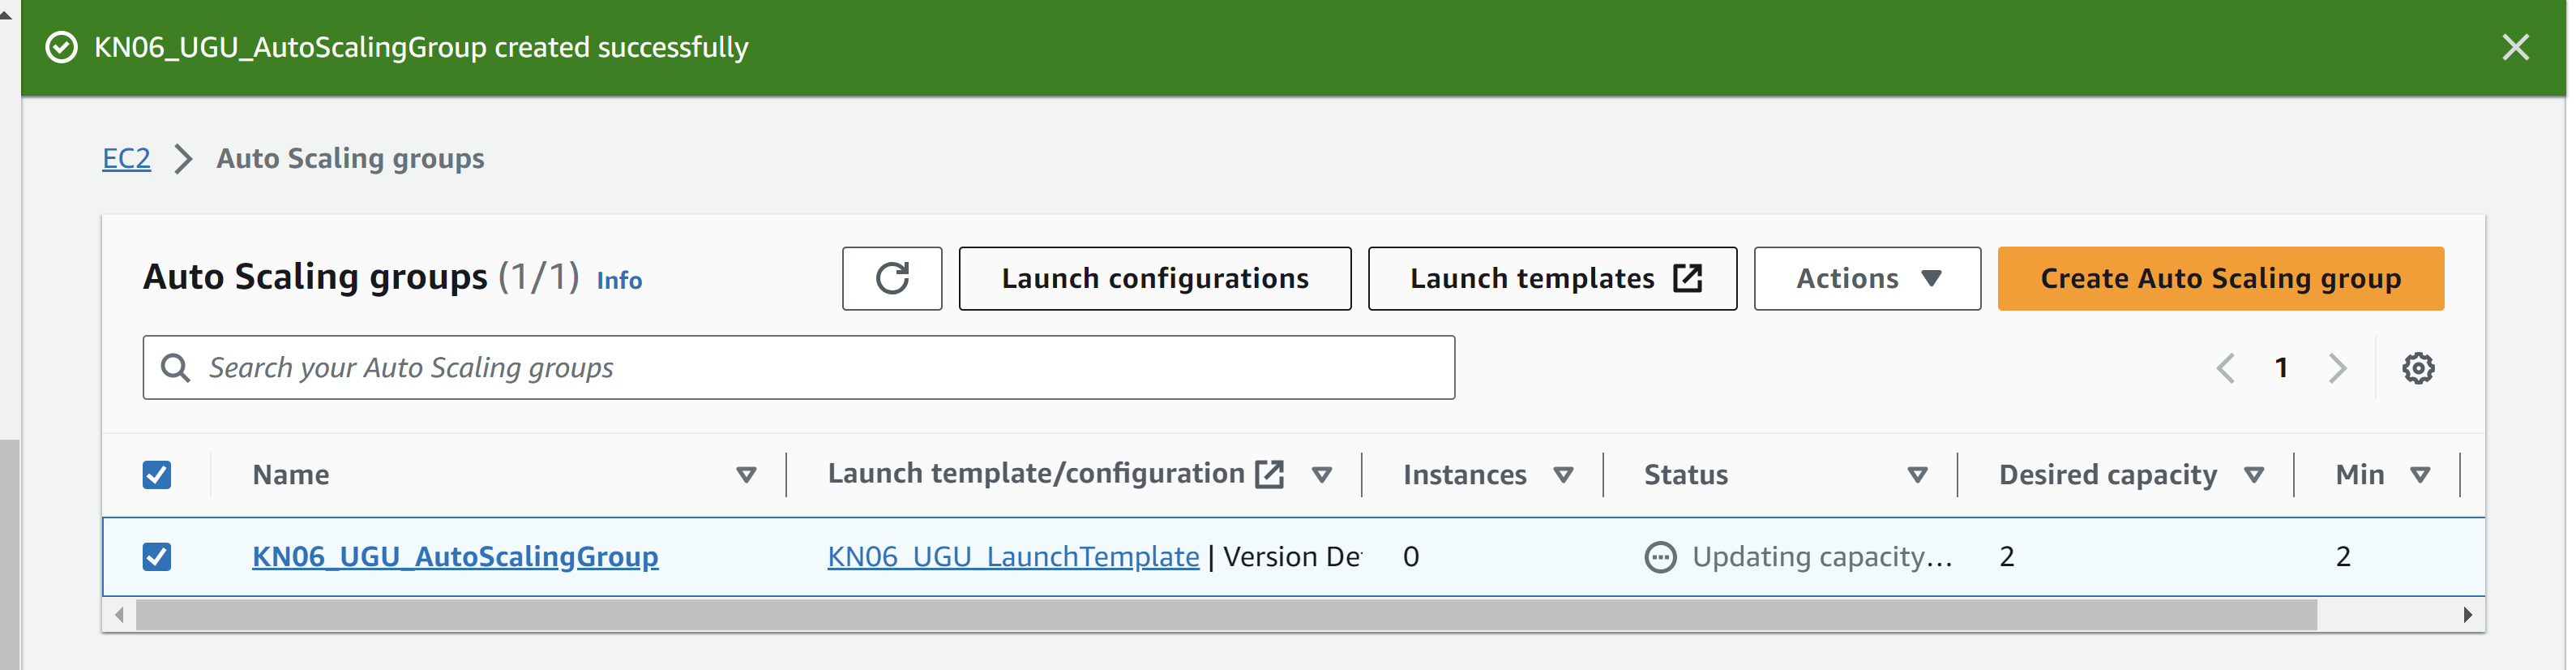 KN06_UGU_AutoScalingGroup created successfully
EC2 Auto Scaling groups
Auto Scaling groups (1/1) Info Launch configurations Launch templates Actions Create Auto Scaling group
Search your Auto Scaling groups 1
Name Launch template/configuration Instances Status Desired capacity Min
KN06_UGU_AutoScalingGroup KN06_UGU_LaunchTemplate | Version De 0 Updating capacity... 2 2